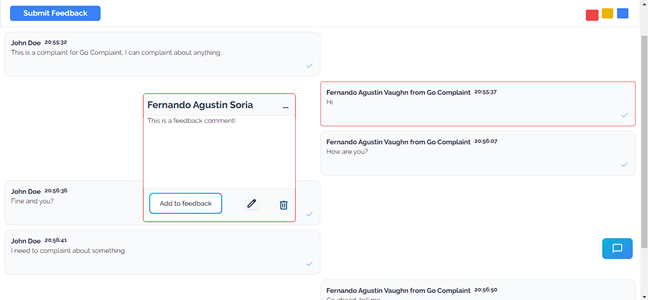 Submit Feedback
John Doe 20:55:32
This is a complaint for Go Complaint, I can complaint about anything.
Fernando Agustin Vaughn from Go Complaint 20:55:37
Hi
Fernando Agustin Soria
This is a feedback comment!
Add to feedback
Fernando Agustin Vaughn from Go Complaint 20:56:07
How are you?
John Doe 20:56:36
Fine and you?
John Doe 20:56:41
I need to complaint about something
Fernando Agustin Vaughn from Go Complaint 20:56:50
Go ahead, tell me